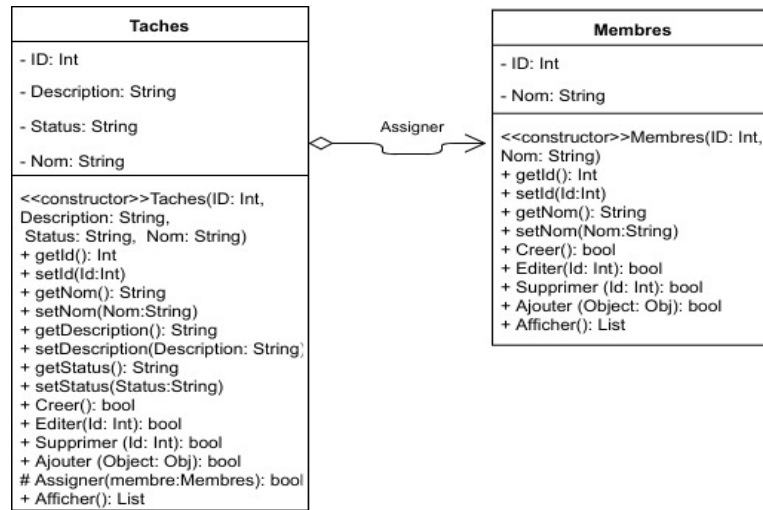 Taches
- ID: Int
- Description: String
- Status: String
- Nom: String
<<constructor>>Taches(ID: Int,
Description: String,
Status: String, Nom: String)
+ getId(): Int
+ setId(Id:Int)
+ getNom(): String
+ setNom(Nom:String)
+ getDescription(): String
+ setDescription(Description: String)
+ getStatus(): String
+ setStatus(Status:String)
+ Creer(): bool
+ Editer(Id: Int): bool
+ Supprimer (Id: Int): bool
+ Ajouter (Object: Obj): bool
# Assigner(membre:Membres): bool
+ Afficher(): List
Assigner
Membres
- ID: Int
- Nom: String
<<constructor>>Membres(ID: Int,
Nom: String)
+ getId(): Int
+ setId(Id:Int)
+ getNom(): String
+ setNom(Nom:String)
+ Creer(): bool
+ Editer(Id: Int): bool
+ Supprimer (Id: Int): bool
+ Ajouter (Object: Obj): bool
+ Afficher(): List